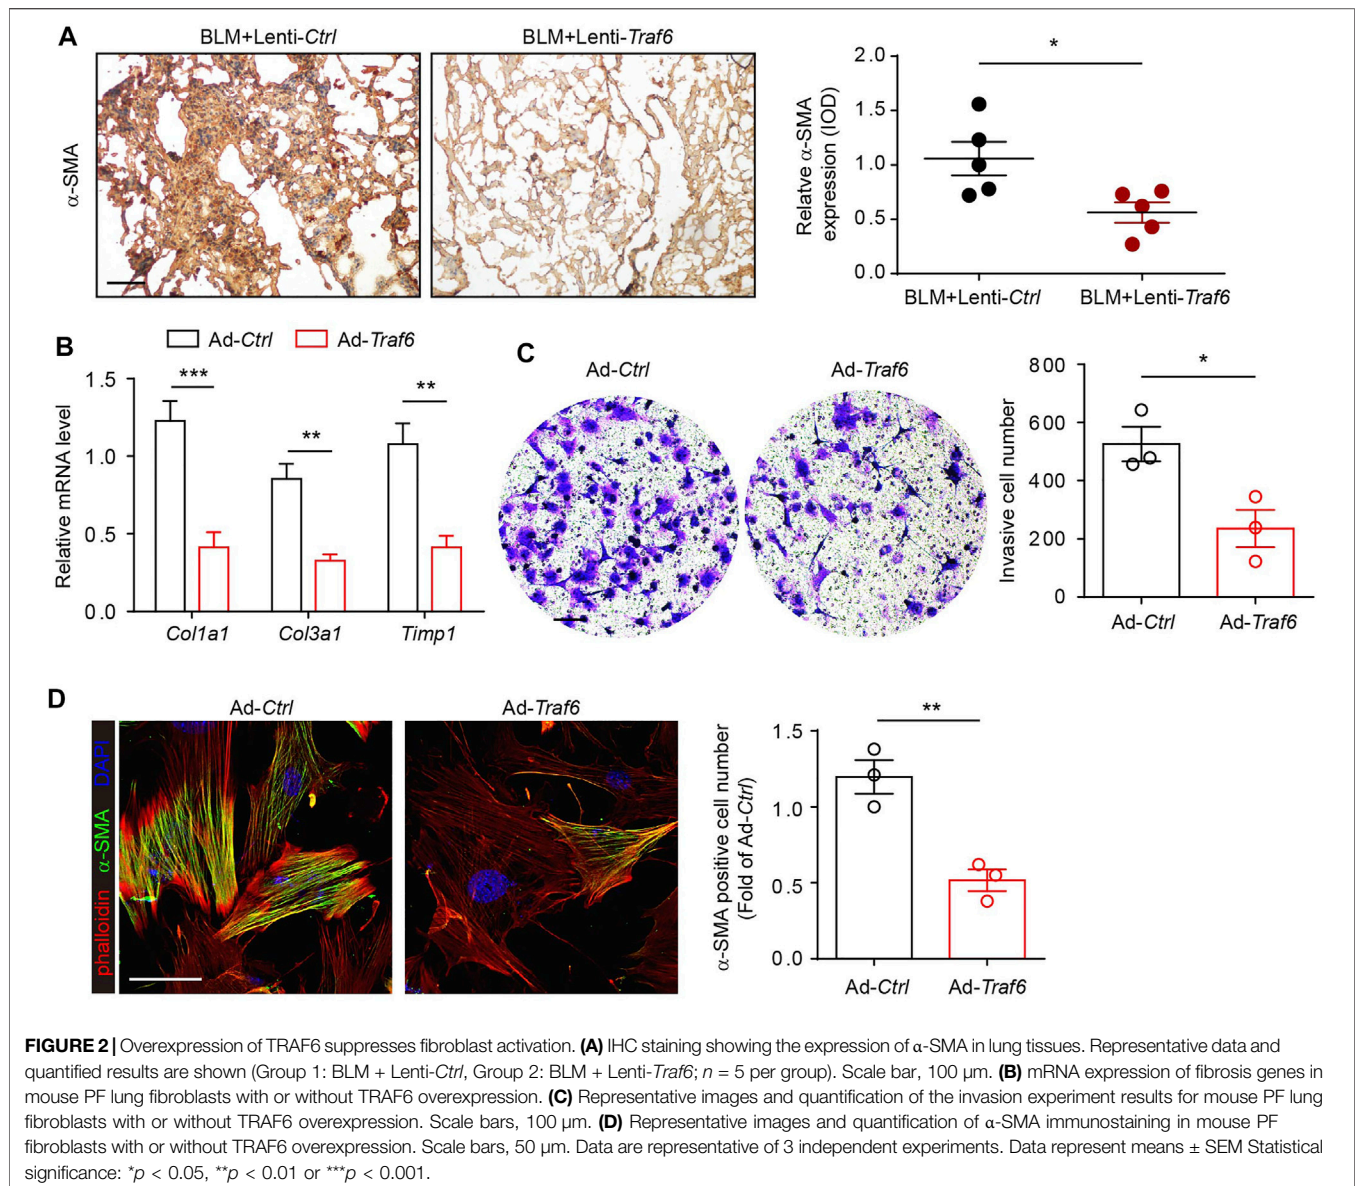 A
BLM+Lenti-Ctrl
BLM+Lenti-Traf6
α-SMA
Relatve α-SMA
expression (IOD)
2.0
1.5
1.0
0.5
0.0
*
BLM+Lenti-Ctrl
BLM+Lenti-Traf6
B
Ad-Ctrl
Ad-Traf6
Relative mRNA level
1.5
1.0
0.5
0.0
***
**
**
Col1a1
Col3a1
Timp1
C
Ad-Ctrl
Ad-Traf6
Invasive cell number
800
600
400
200
0
*
Ad-Ctrl
Ad-Traf6
D
Ad-Ctrl
Ad-Traf6
phalloidin α-SMA DAPI
α-SMA positive cell number
(Fold of Ad-Ctrl)
1.5
1.0
0.5
0.0
**
Ad-Ctrl
Ad-Traf6
FIGURE 2 | Overexpression of TRAF6 suppresses fibroblast activation. (A) IHC staining showing the expression of α-SMA in lung tissues. Representative data and
quantified results are shown (Group 1: BLM + Lenti-Ctrl, Group 2: BLM + Lenti-Traf6; n = 5 per group). Scale bar, 100 μm. (B) mRNA expression of fibrosis genes in
mouse PF lung fibroblasts with or without TRAF6 overexpression. (C) Representative images and quantification of the invasion experiment results for mouse PF lung
fibroblasts with or without TRAF6 overexpression. Scale bars, 100 μm. (D) Representative images and quantification of α-SMA immunostaining in mouse PF
fibroblasts with or without TRAF6 overexpression. Scale bars, 50 μm. Data are representative of 3 independent experiments. Data represent means ± SEM Statistical
significance: *p < 0.05, **p < 0.01 or ***p < 0.001.